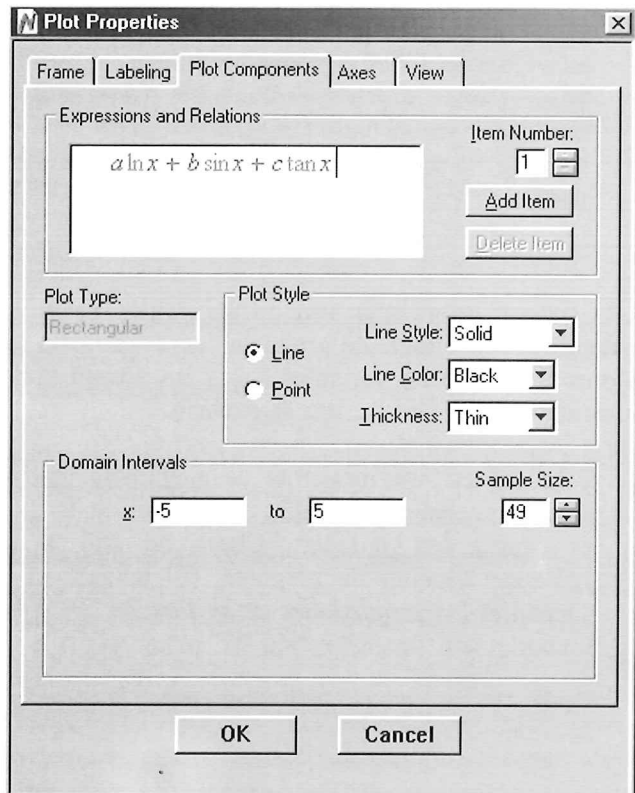 Plot Properties
Frame Labeling Plot Components Axes View
Expressions and Relations
Item Number:
a ln x + b sin x + c tan x
1
Add Item
Delete Item
Plot Type:
Rectangular
Plot Style
Line
Point
Line Style: Solid
Line Color: Black
Thickness: Thin
Domain Intervals
Sample Size:
x: -5 to 5
49
OK Cancel